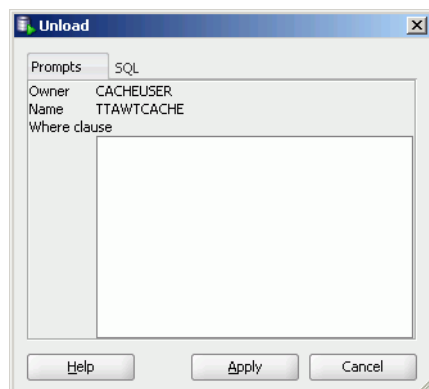 Unload
Prompts SQL
Owner CACHEUSER
Name TTAWTCACHE
Where clause
Help Apply Cancel